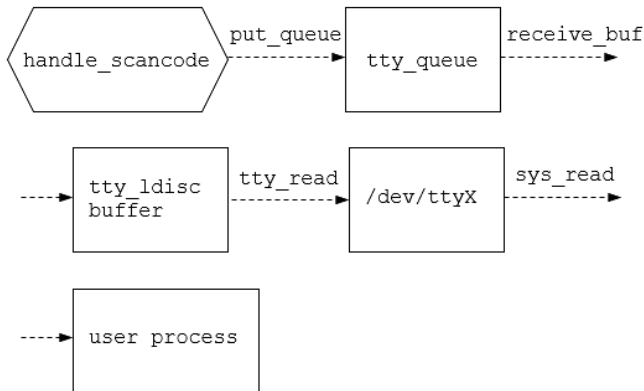 put_queue
receive_buf
handle_scancode
tty_queue
tty_ldisc
buffer
tty_read
/dev/ttyX
sys_read
user process